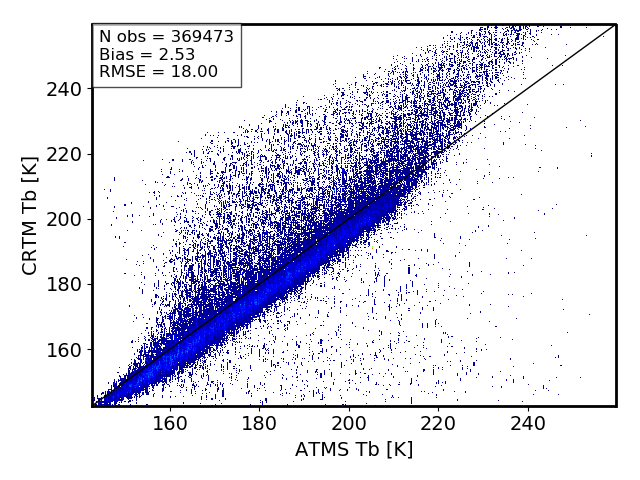 N obs = 369473
Bias = 2.53
RMSE = 18.00
240
220
200
180
160
CRTM Tb [K]
160 180 200 220 240
ATMS Tb [K]